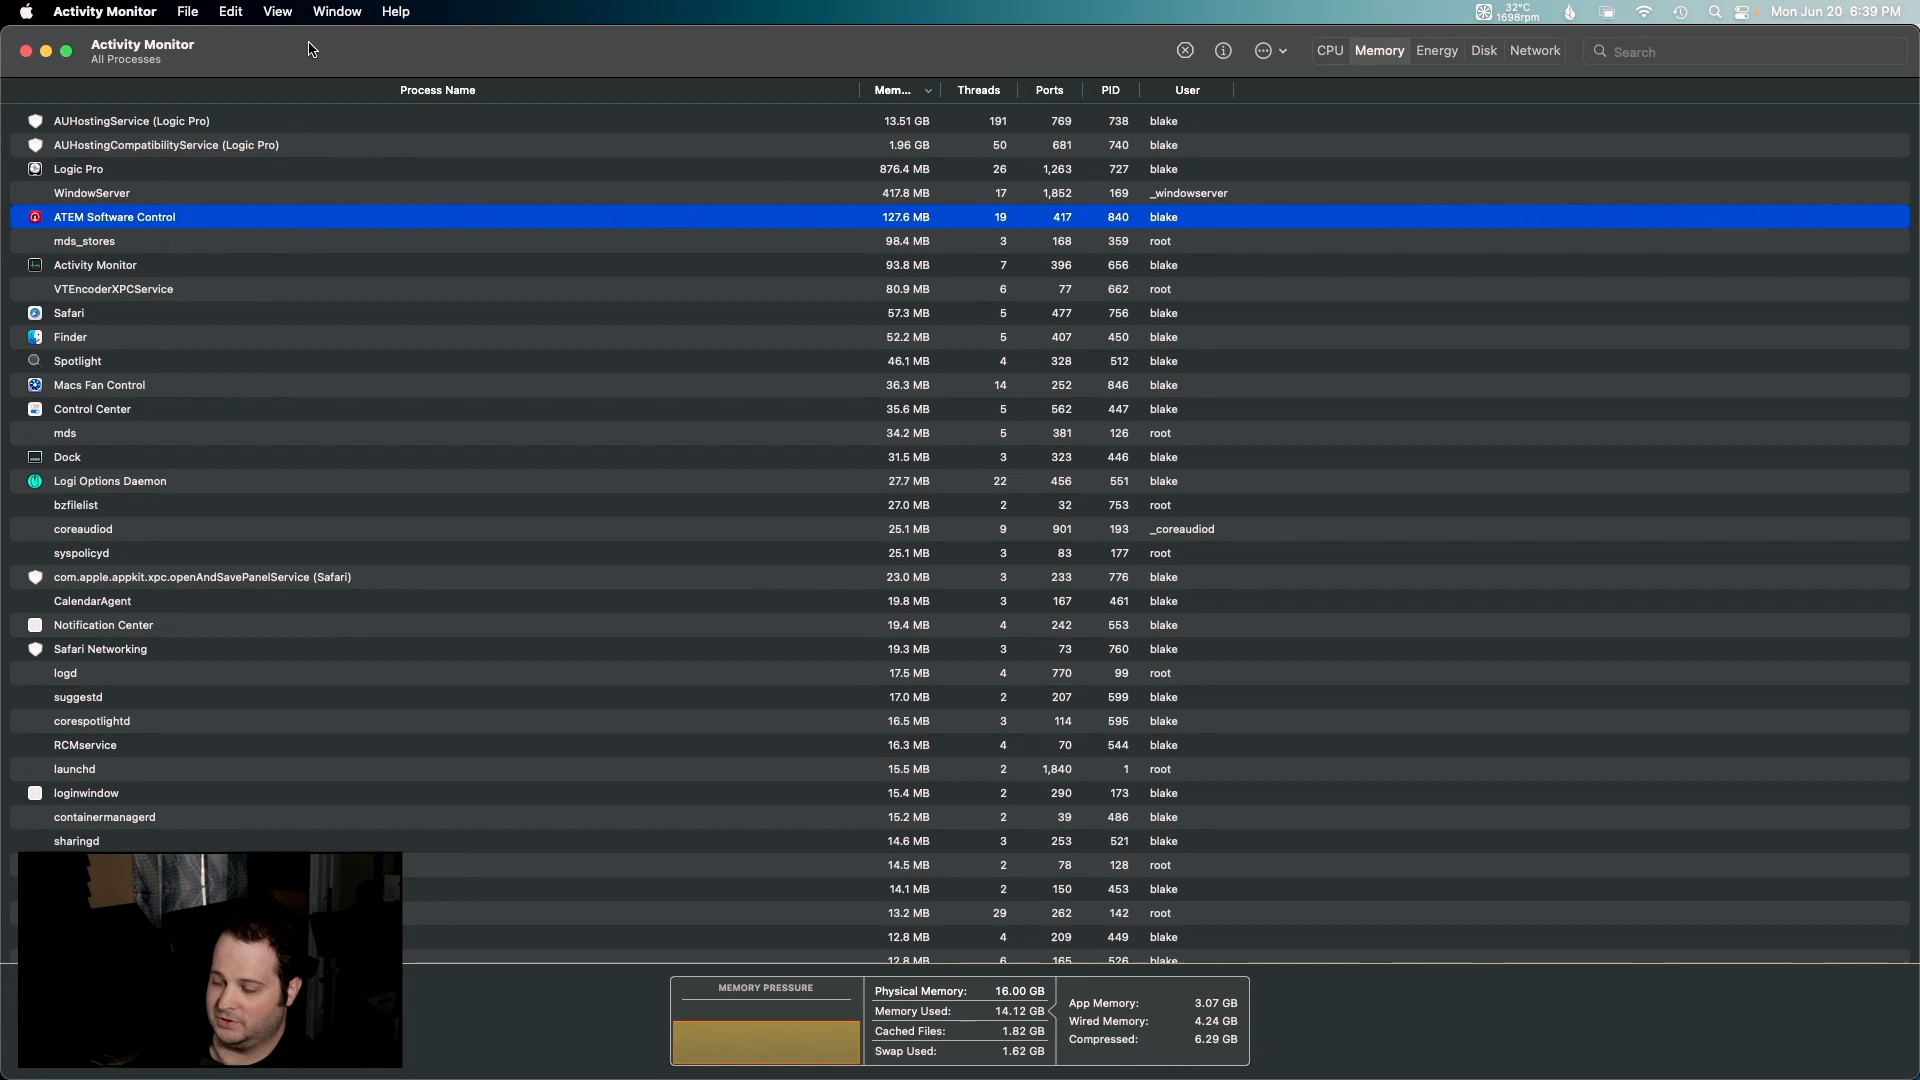 Activity Monitor File Edit View Window Help 32°C 1698rpm Mon Jun 20 6:39 PM
Activity Monitor
All Processes
CPU Memory Energy Disk Network Search
Process Name Mem... Threads Ports PID User
AUHostingService (Logic Pro) 13.51 GB 191 769 738 blake
AUHostingCompatibilityService (Logic Pro) 1.96 GB 50 681 740 blake
Logic Pro 876.4 MB 26 1,263 727 blake
WindowServer 417.8 MB 17 1,852 169 _windowserver
ATEM Software Control 127.6 MB 19 417 840 blake
mds_stores 98.4 MB 3 168 359 root
Activity Monitor 93.8 MB 7 396 656 blake
VTEncoderXPCService 80.9 MB 6 77 662 root
Safari 57.3 MB 5 477 756 blake
Finder 52.2 MB 5 407 450 blake
Spotlight 46.1 MB 4 328 512 blake
Macs Fan Control 36.3 MB 14 252 846 blake
Control Center 35.6 MB 5 562 447 blake
mds 34.2 MB 5 381 126 root
Dock 31.5 MB 3 323 446 blake
Logi Options Daemon 27.7 MB 22 456 551 blake
bzfilelist 27.0 MB 2 32 753 root
coreaudiod 25.1 MB 9 901 193 _coreaudiod
syspolicyd 25.1 MB 3 83 177 root
com.apple.appkit.xpc.openAndSavePanelService (Safari) 23.0 MB 3 233 776 blake
CalendarAgent 19.8 MB 3 167 461 blake
Notification Center 19.4 MB 4 242 553 blake
Safari Networking 19.3 MB 3 73 760 blake
logd 17.5 MB 4 770 99 root
suggestd 17.0 MB 2 207 599 blake
corespotlightd 16.5 MB 3 114 595 blake
RCMservice 16.3 MB 4 70 544 blake
launchd 15.5 MB 2 1,840 1 root
loginwindow 15.4 MB 2 290 173 blake
containermanagerd 15.2 MB 2 39 486 blake
sharingd 14.6 MB 3 253 521 blake
14.5 MB 2 78 128 root
14.1 MB 2 150 453 blake
13.2 MB 29 262 142 root
12.8 MB 4 209 449 blake
12.8 MB 6 165 526 blake
MEMORY PRESSURE
Physical Memory: 16.00 GB
Memory Used: 14.12 GB
Cached Files: 1.82 GB
Swap Used: 1.62 GB
App Memory: 3.07 GB
Wired Memory: 4.24 GB
Compressed: 6.29 GB